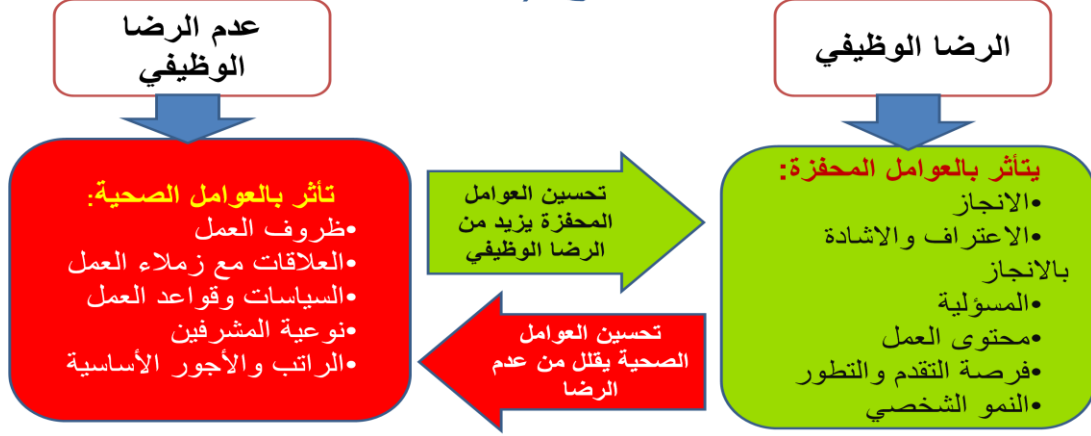 الرضا الوظيفي
عدم الرضا
الوظيفي
يتأثر بالعوامل المحفزة:
•الانجاز
•الاعتراف والاشادة
بالانجاز
•المسؤلية
•محتوى العمل
•فرصة التقدم والتطور
•النمو الشخصي
تحسين العوامل
المحفزة يزيد من
الرضا الوظيفي
تحسين العوامل
الصحية يقلل من عدم
الرضا
تأثر بالعوامل الصحية:
•ظروف العمل
•العلاقات مع زملاء العمل
•السياسات وقواعد العمل
•نوعية المشرفين
•الراتب والأجور الأساسية